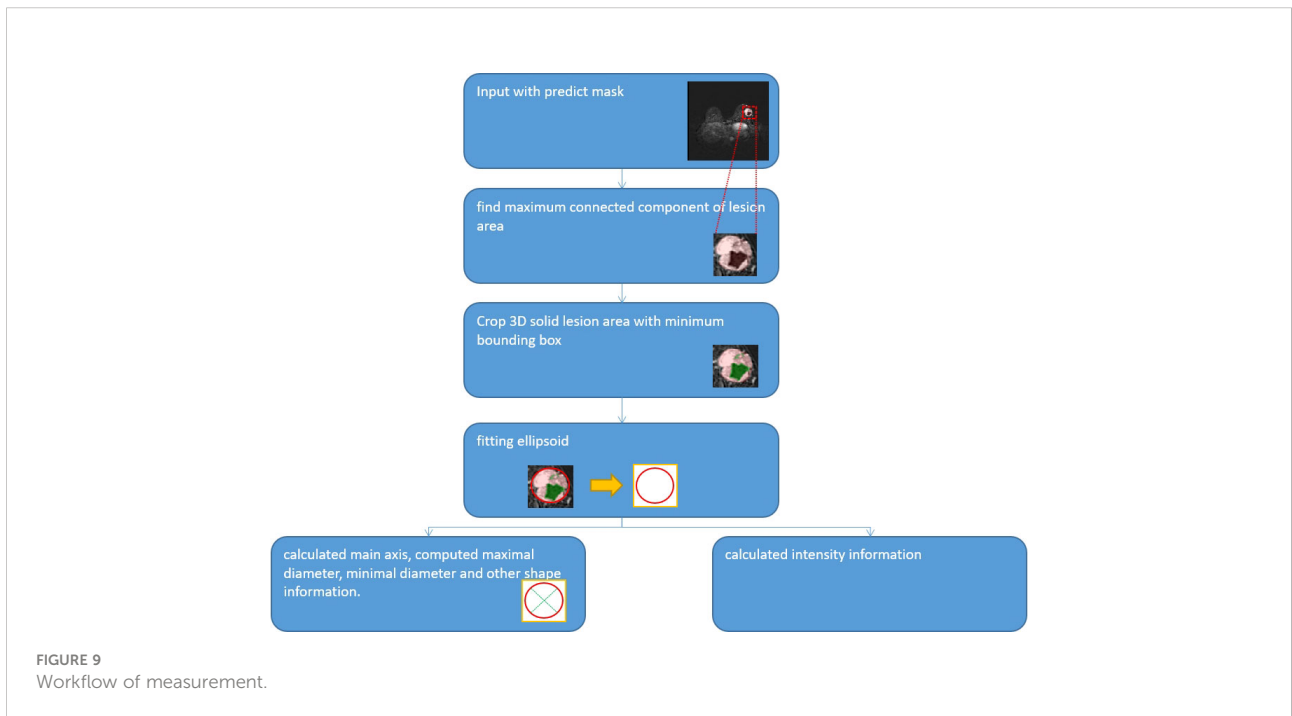 Input with predict mask
find maximum connected component of lesion
area
Crop 3D solid lesion area with minimum
bounding box
fitting ellipsoid
calculated main axis, computed maximal
diameter, minimal diameter and other shape
information.
calculated intensity information
FIGURE 9
Workflow of measurement.